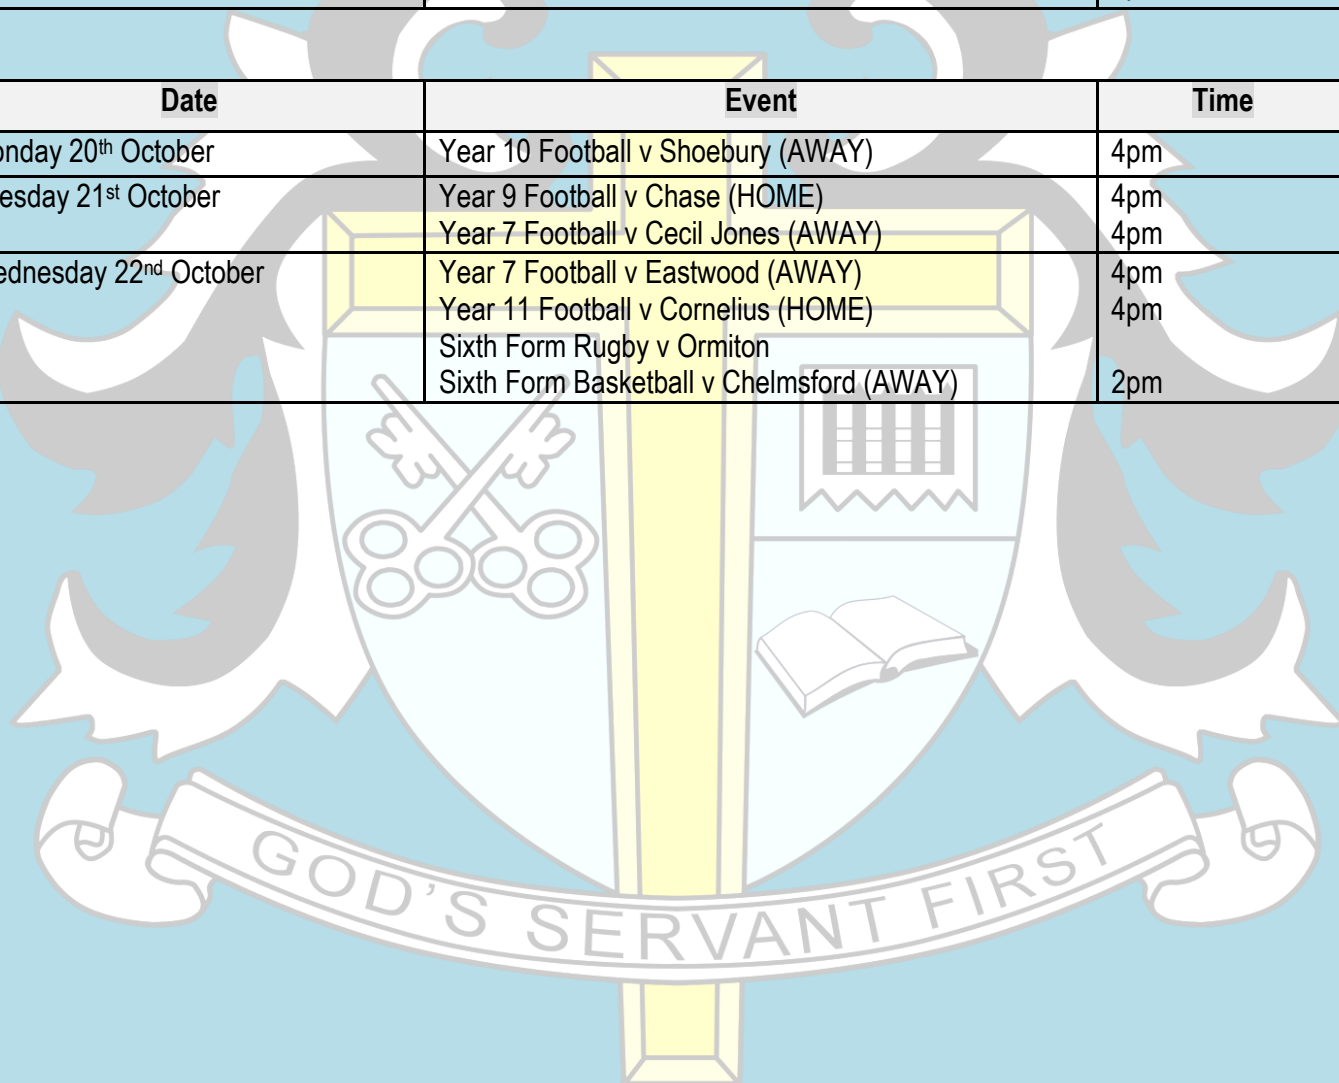 Date Event Time
onday 20th October Year 10 Football v Shoebury (AWAY) 4pm
esday 21st October Year 9 Football v Chase (HOME) 4pm
Year 7 Football v Cecil Jones (AWAY) 4pm
ednesday 22nd October Year 7 Football v Eastwood (AWAY) 4pm
Year 11 Football v Cornelius (HOME) 4pm
Sixth Form Rugby v Ormiton
Sixth Form Basketball v Chelmsford (AWAY) 2pm
GOD'S SERVANT FIRST